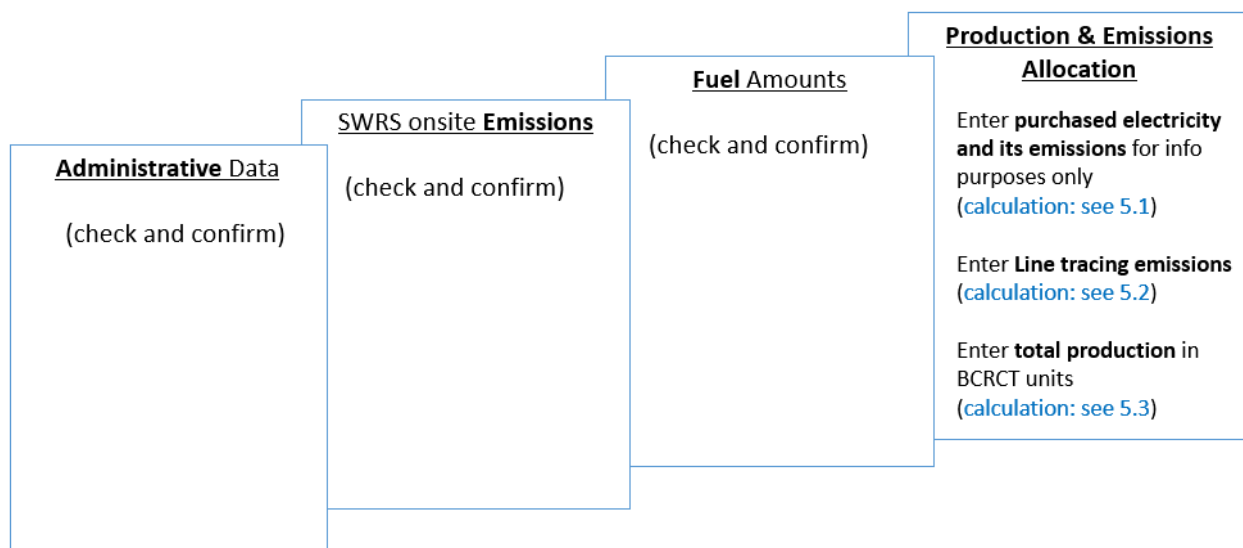 Administrative Data
(check and confirm)
SWRS onsite Emissions
(check and confirm)
Fuel Amounts
(check and confirm)
Production & Emissions
Allocation
Enter purchased electricity
and its emissions for info
purposes only
(calculation: see 5.1)
Enter Line tracing emissions
(calculation: see 5.2)
Enter total production in
BCRCT units
(calculation: see 5.3)